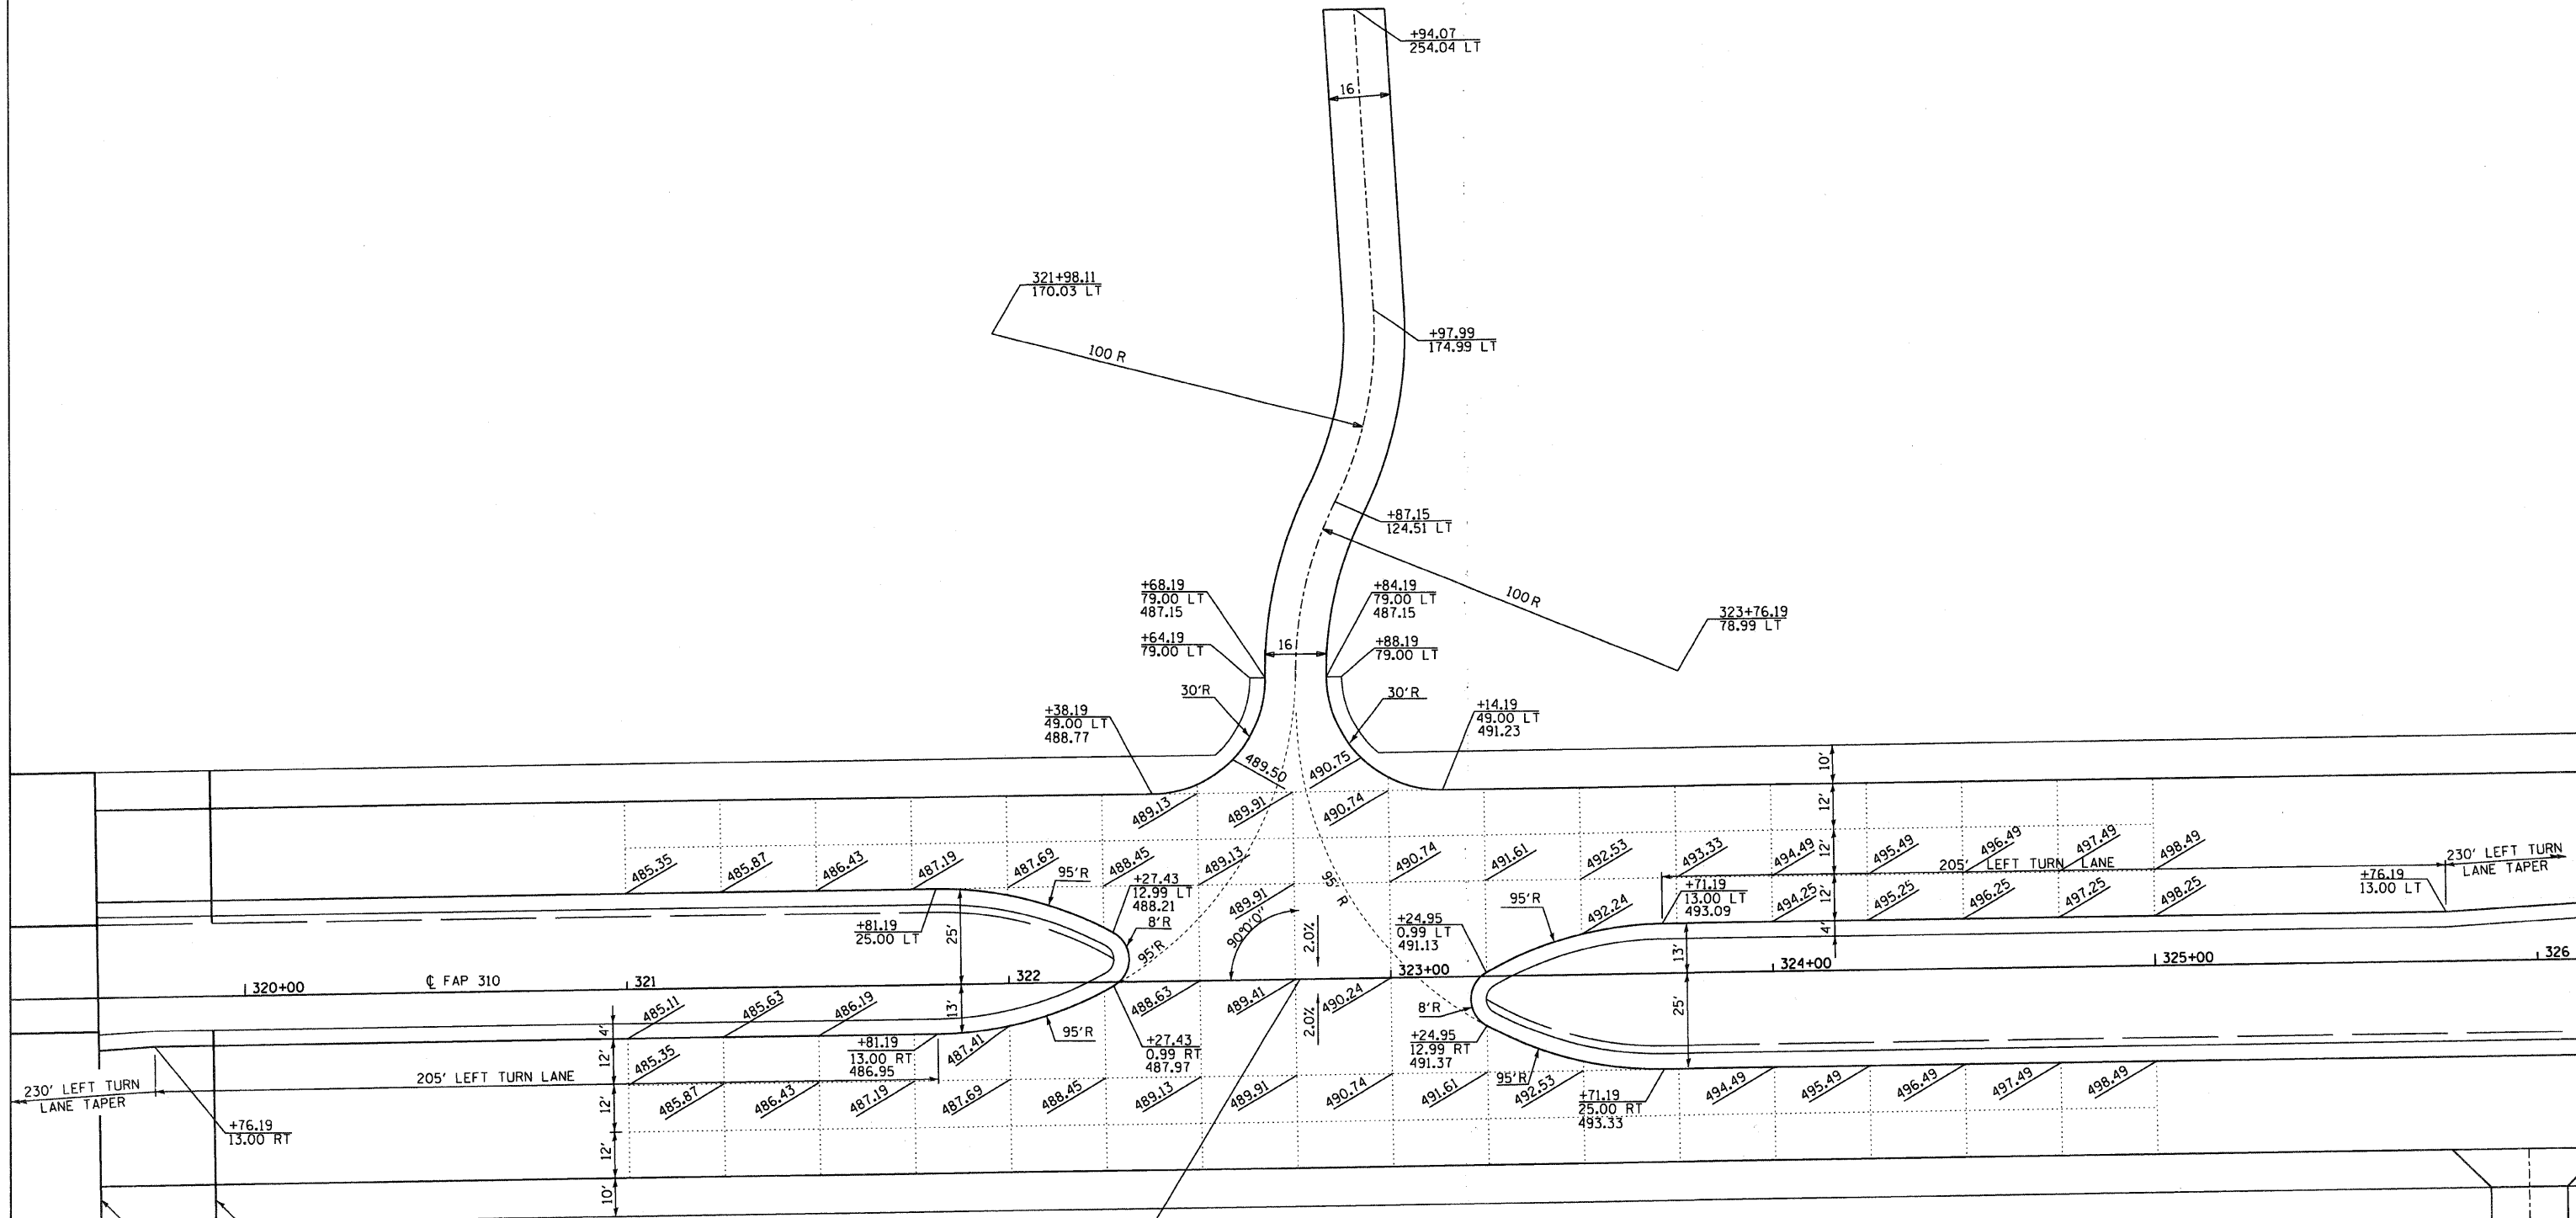 +94.07
254.04 LT
16
321+98.11
170.03 LT
100 R
+97.99
174.99 LT
+87.15
124.51 LT
+68.19
79.00 LT
487.15
+84.19
79.00 LT
487.15
100 R
323+76.19
78.99 LT
+64.19
79.00 LT
16
+88.19
79.00 LT
30'R
30'R
+38.19
49.00 LT
488.77
+14.19
49.00 LT
491.23
10'
489.50
490.75
489.13
489.91
490.74
12'
485.35
485.87
486.43
487.19
487.69
488.45
489.13
490.74
491.61
492.53
493.33
494.49
495.49
496.49
497.49
498.49
12'
205' LEFT TURN LANE
230' LEFT TURN
LANE TAPER
95'R
+27.43
12.99 LT
488.21
8'R
95'R
95' R
489.91
90°0'0"
2.0%
+24.95
0.99 LT
491.13
95'R
492.24
+71.19
13.00 LT
493.09
494.25
495.25
496.25
497.25
498.25
12'
4'
+76.19
13.00 LT
+81.19
25.00 LT
25'
13'
320+00
℄ FAP 310
321
322
323+00
324+00
325+00
326
485.11
485.63
486.19
13'
488.63
489.41
490.24
2.0%
8'R
25'
4'
12'
485.35
+81.19
13.00 RT
486.95
487.41
95'R
+27.43
0.99 RT
487.97
+24.95
12.99 RT
491.37
95'R
230' LEFT TURN
LANE TAPER
205' LEFT TURN LANE
12'
485.87
486.43
487.19
487.69
488.45
489.13
489.91
490.74
491.61
492.53
+71.19
25.00 RT
493.33
494.49
495.49
496.49
497.49
498.49
+76.19
13.00 RT
12'
10'